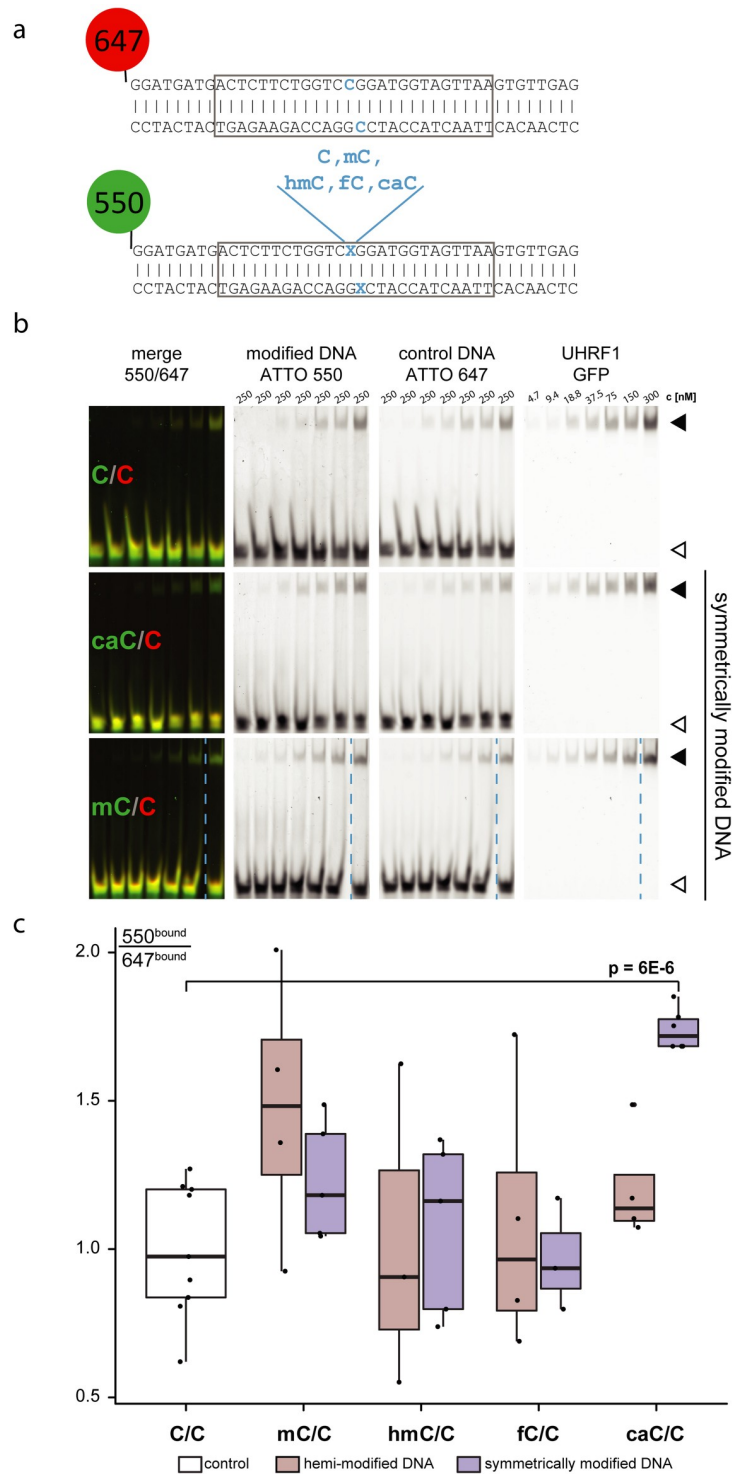 a
647
GGATGATGACTCTTCTGGTCCGGATGGTAGTTAAGTGTTGAG
CCTACTACTGAGAAGACCAGGCCTACCATCAATTCACAACTC
C,mC,
hmC,fC,caC
550
GGATGATGACTCTTCTGGTCXGGATGGTAGTTAAGTGTTGAG
CCTACTACTGAGAAGACCAGGXCTACCATCAATTCACAACTC
b
merge
550/647
modified DNA
ATTO 550
control DNA
ATTO 647
UHRF1
GFP
250 250 250 250 250 250 250
250 250 250 250 250 250 250
4.7 9.4 18.8 37.5 75 150 300 c [nM]
C/C
caC/C
mC/C
symmetrically modified DNA
c
550bound
647bound
p = 6E-6
2.0
1.5
1.0
0.5
C/C mC/C hmC/C fC/C caC/C
control hemi-modified DNA symmetrically modified DNA